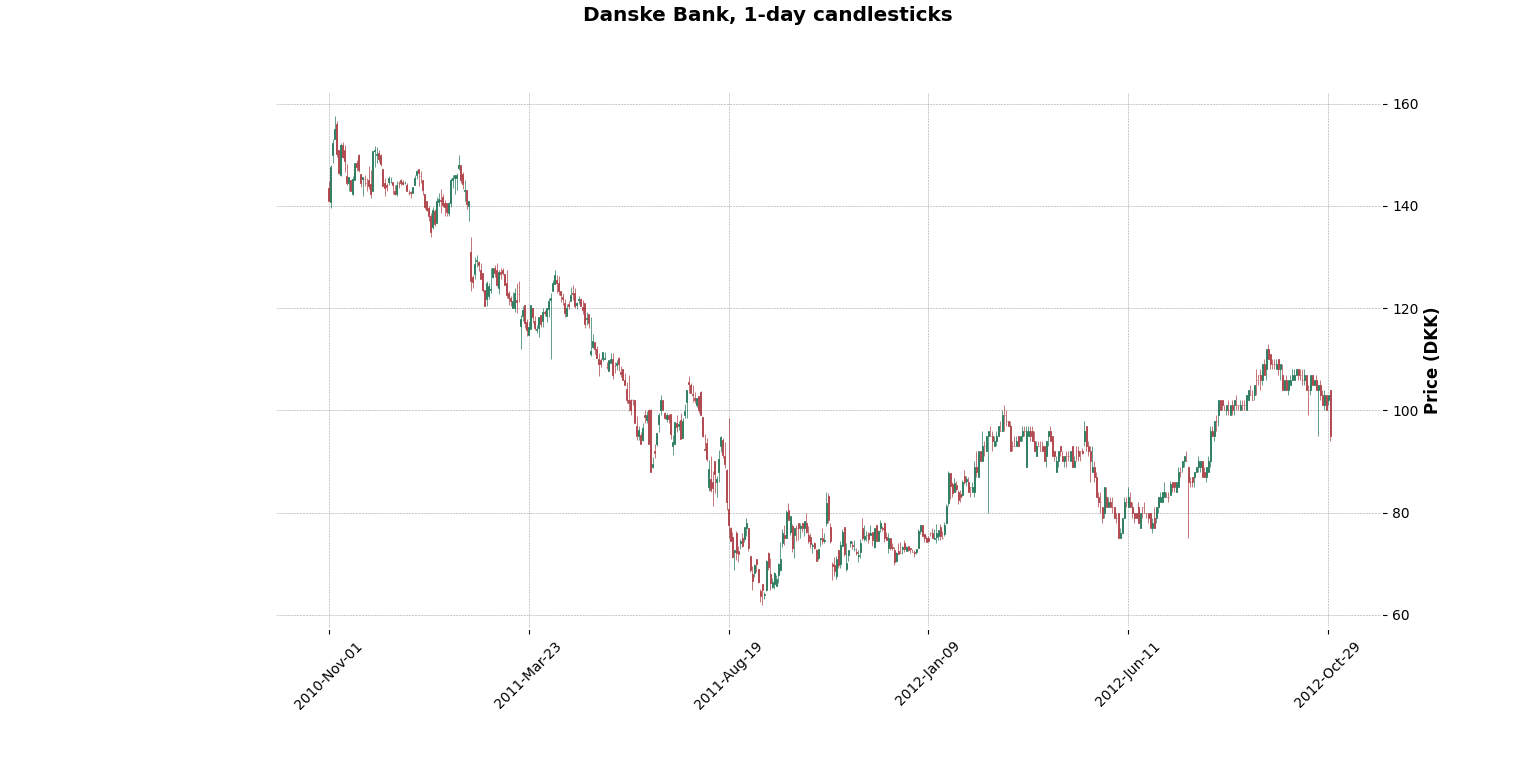 Danske Bank, 1-day candlesticks
160
140
120
100
80
60
Price (DKK)
2010-Nov-01
2011-Mar-23
2011-Aug-19
2012-Jan-09
2012-Jun-11
2012-Oct-29